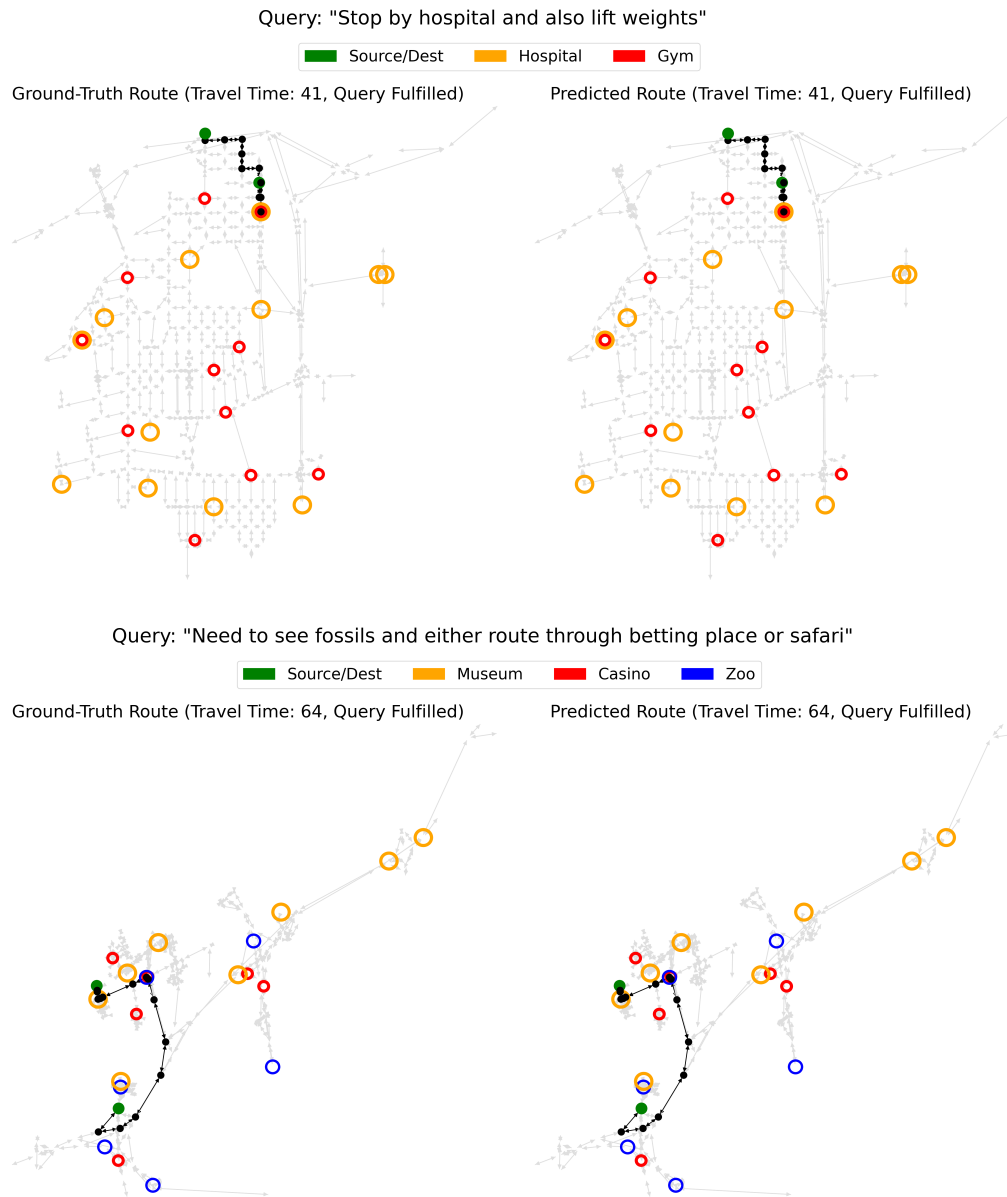 Query: "Stop by hospital and also lift weights"
Source/Dest Hospital Gym
Ground-Truth Route (Travel Time: 41, Query Fulfilled)
Predicted Route (Travel Time: 41, Query Fulfilled)
Query: "Need to see fossils and either route through betting place or safari"
Source/Dest Museum Casino Zoo
Ground-Truth Route (Travel Time: 64, Query Fulfilled)
Predicted Route (Travel Time: 64, Query Fulfilled)